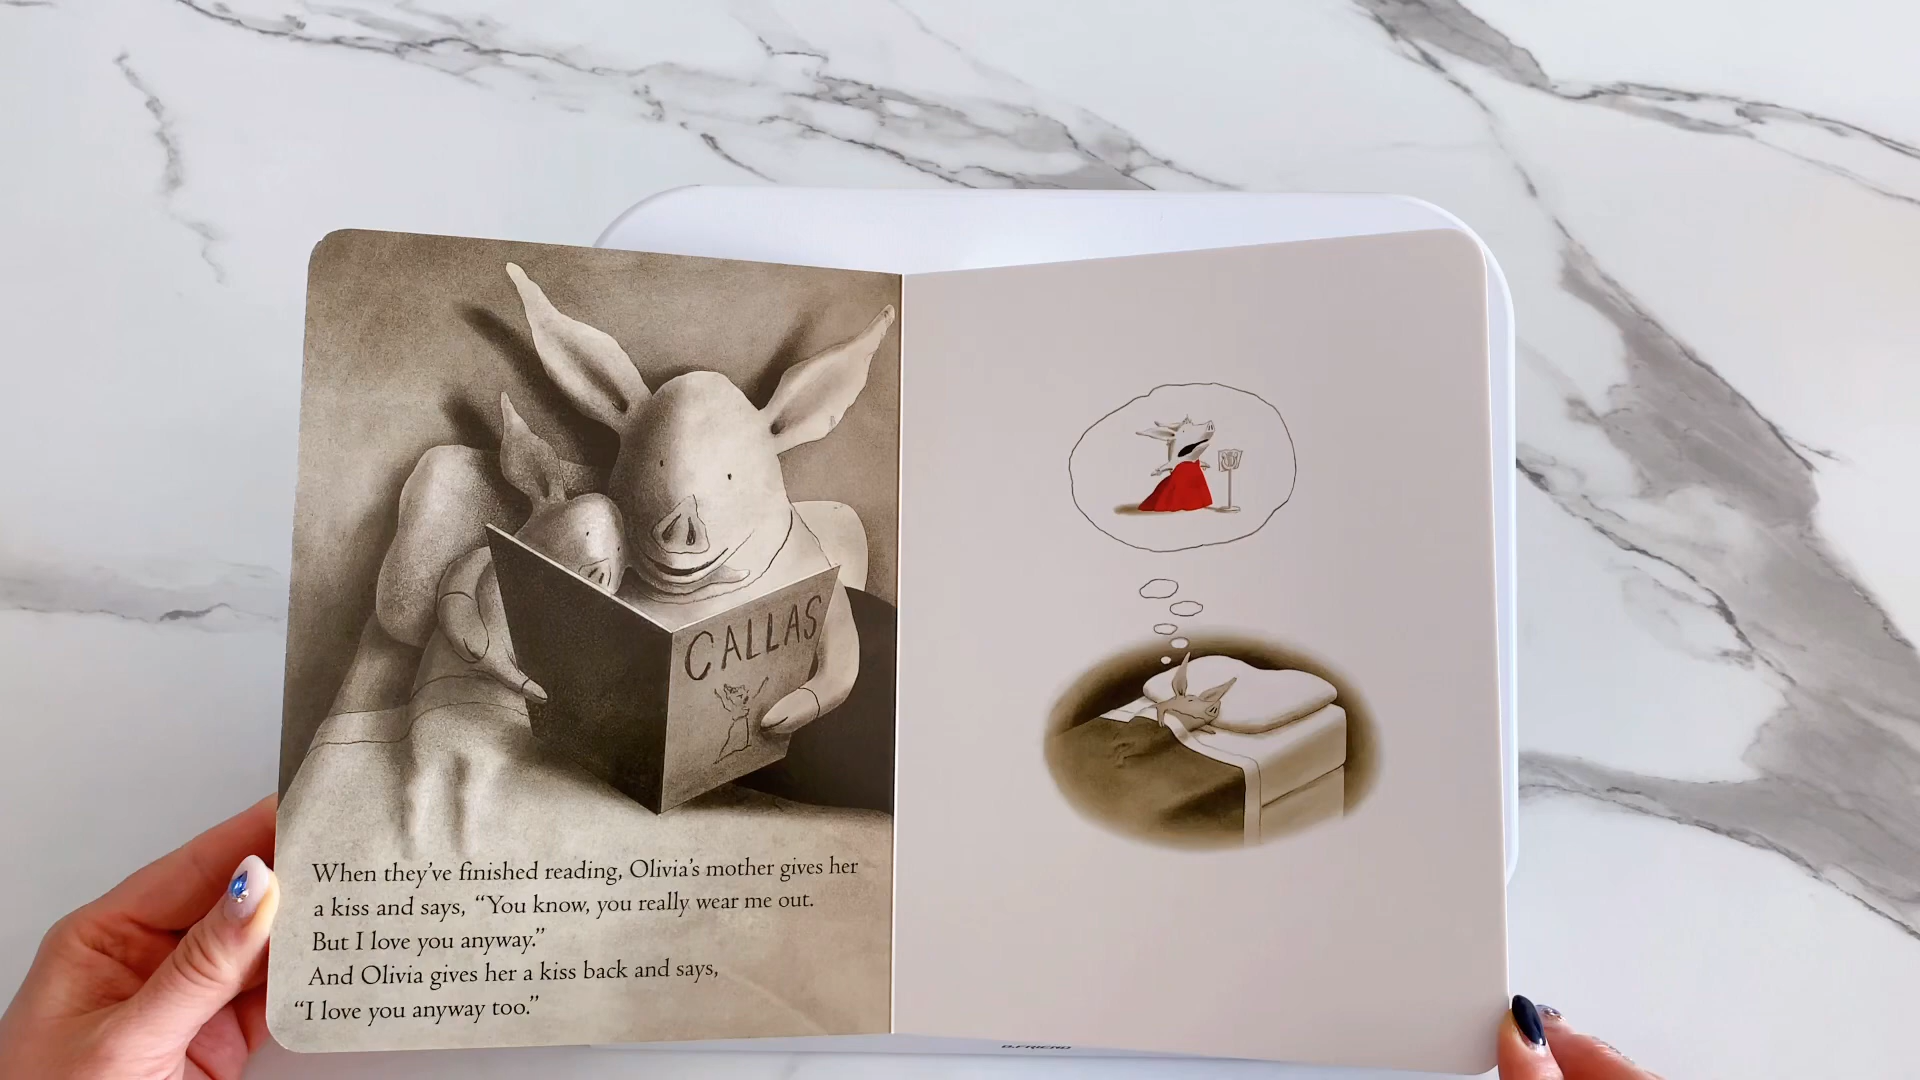 CALLAS
When they've finished reading, Olivia's mother gives her
a kiss and says, “You know, you really wear me out.
But I love you anyway.”
And Olivia gives her a kiss back and says,
“I love you anyway too.”